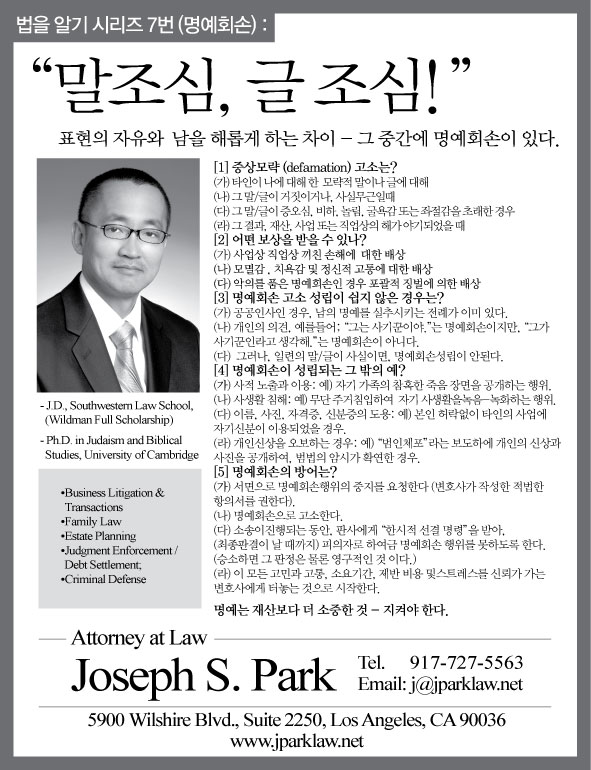 법을 알기 시리즈 7번 (명예회손) :
“말조심, 글 조심!”
표현의 자유와 남을 해롭게 하는 차이 – 그 중간에 명예회손이 있다.
[1] 중상모략 (defamation) 고소는?
(가) 타인이 나에 대해 한 모략적 말이나 글에 대해
(나) 그 말/글이 거짓이거나, 사실무근일때
(다) 그 말/글이 증오심, 비하, 놀림, 굴욕감 또는 좌절감을 초래한 경우
(라) 그 결과, 재산, 사업 또는 직업상의 해가 야기되었을 때
[2] 어떤 보상을 받을 수 있나?
(가) 사업상 직업상 끼친 손해에 대한 배상
(나) 모멸감 , 치욕감 및 정신적 고통에 대한 배상
(다) 악의를 품은 명예회손인 경우 포괄적 징벌에 의한 배상
[3] 명예회손 고소 성립이 쉽지 않은 경우는?
(가) 공공인사인 경우, 남의 명예를 실추시키는 전례가 이미 있다.
(나) 개인의 의견, 예를들어; “그는 사기꾼이야.”는 명예회손이지만, “그가
사기꾼인라고 생각해.”는 명예회손이 아니다.
(다) 그러나, 일련의 말/글이 사실이면, 명예회손성립이 안된다.
[4] 명예회손이 성립되는 그 밖의 예?
(가) 사적 노출과 이용: 예) 자기 가족의 참혹한 죽음 장면을 공개하는 행위.
(나) 사생활 침해: 예) 무단 주거침입하여 자기 사생활을녹음–녹화하는 행위.
(다) 이름, 사진, 자격증, 신분증의 도용: 예) 본인 허락없이 타인의 사업에
자기신분이 이용되었을 경우.
(라) 개인신상을 오보하는 경우: 예) “범인체포”라는 보도하에 개인의 신상과
사진을 공개하여, 범법의 암시가 확연한 경우.
[5] 명예회손의 방어는?
(가) 서면으로 명예회손행위의 중지를 요청한다 (변호사가 작성한 적법한
항의서를 권한다).
(나) 명예회손으로 고소한다.
(다) 소송이진행되는 동안, 판사에게 “한시적 선결 명령”을 받아,
(최종판결이 날 때까지) 피의자로 하여금 명예회손 행위를 못하도록 한다.
(승소하면 그 판정은 물론 영구적인 것 이다.)
(라) 이 모든 고민과 고통, 소요기간, 제반 비용 및스트레스를 신뢰가 가는
변호사에게 터놓는 것으로 시작한다.
명예는 재산보다 더 소중한 것 – 지켜야 한다.
- J.D., Southwestern Law School,
(Wildman Full Scholarship)
- Ph.D. in Judaism and Biblical
Studies, University of Cambridge
•Business Litigation &
Transactions
•Family Law
•Estate Planning
•Judgment Enforcement /
Debt Settlement;
•Criminal Defense
Attorney at Law
Joseph S. Park
Tel. 917-727-5563
Email: j@jparklaw.net
5900 Wilshire Blvd., Suite 2250, Los Angeles, CA 90036
www.jparklaw.net